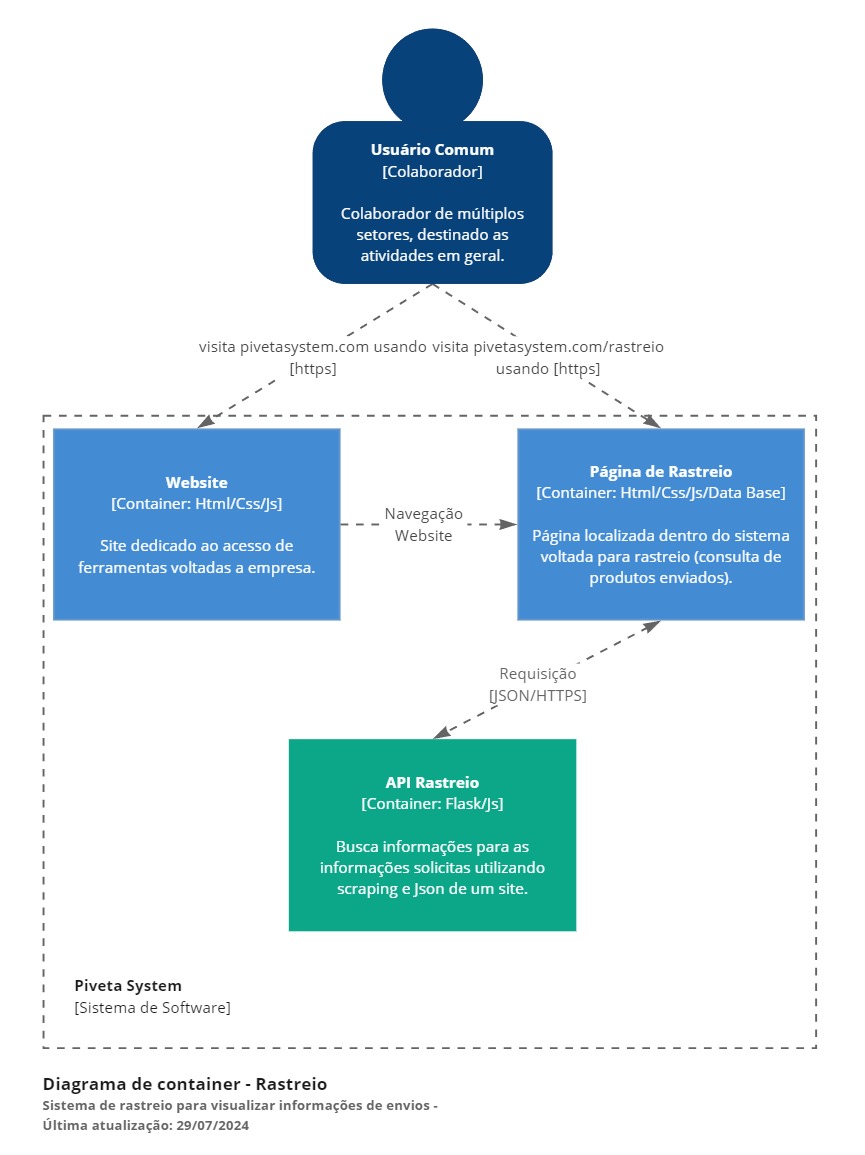 Usuário Comum
[Colaborador]
Colaborador de múltiplos
setores, destinado as
atividades em geral.
visita pivetasystem.com usando
[https]
visita pivetasystem.com/rastreio
usando [https]
Website
[Container: Html/Css/Js]
Site dedicado ao acesso de
ferramentas voltadas a empresa.
Navegação
Website
Página de Rastreio
[Container: Html/Css/Js/Data Base]
Página localizada dentro do sistema
voltada para rastreio (consulta de
produtos enviados).
Requisição
[JSON/HTTPS]
API Rastreio
[Container: Flask/Js]
Busca informações para as
informações solicitas utilizando
scraping e Json de um site.
Piveta System
[Sistema de Software]
Diagrama de container - Rastreio
Sistema de rastreio para visualizar informações de envios -
Última atualização: 29/07/2024